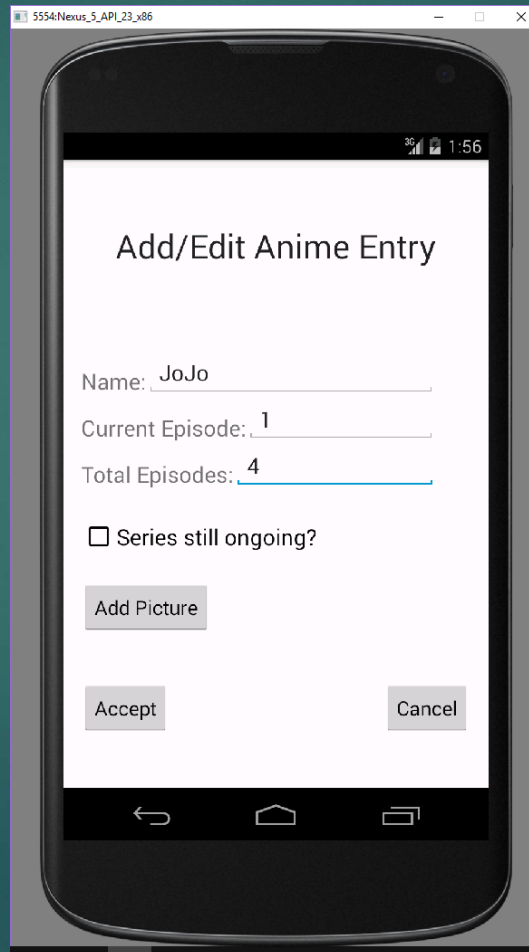 5554:Nexus_5_API_23_x86
3G 1:56
Add/Edit Anime Entry
Name: JoJo
Current Episode: 1
Total Episodes: 4
Series still ongoing?
Add Picture
Accept Cancel